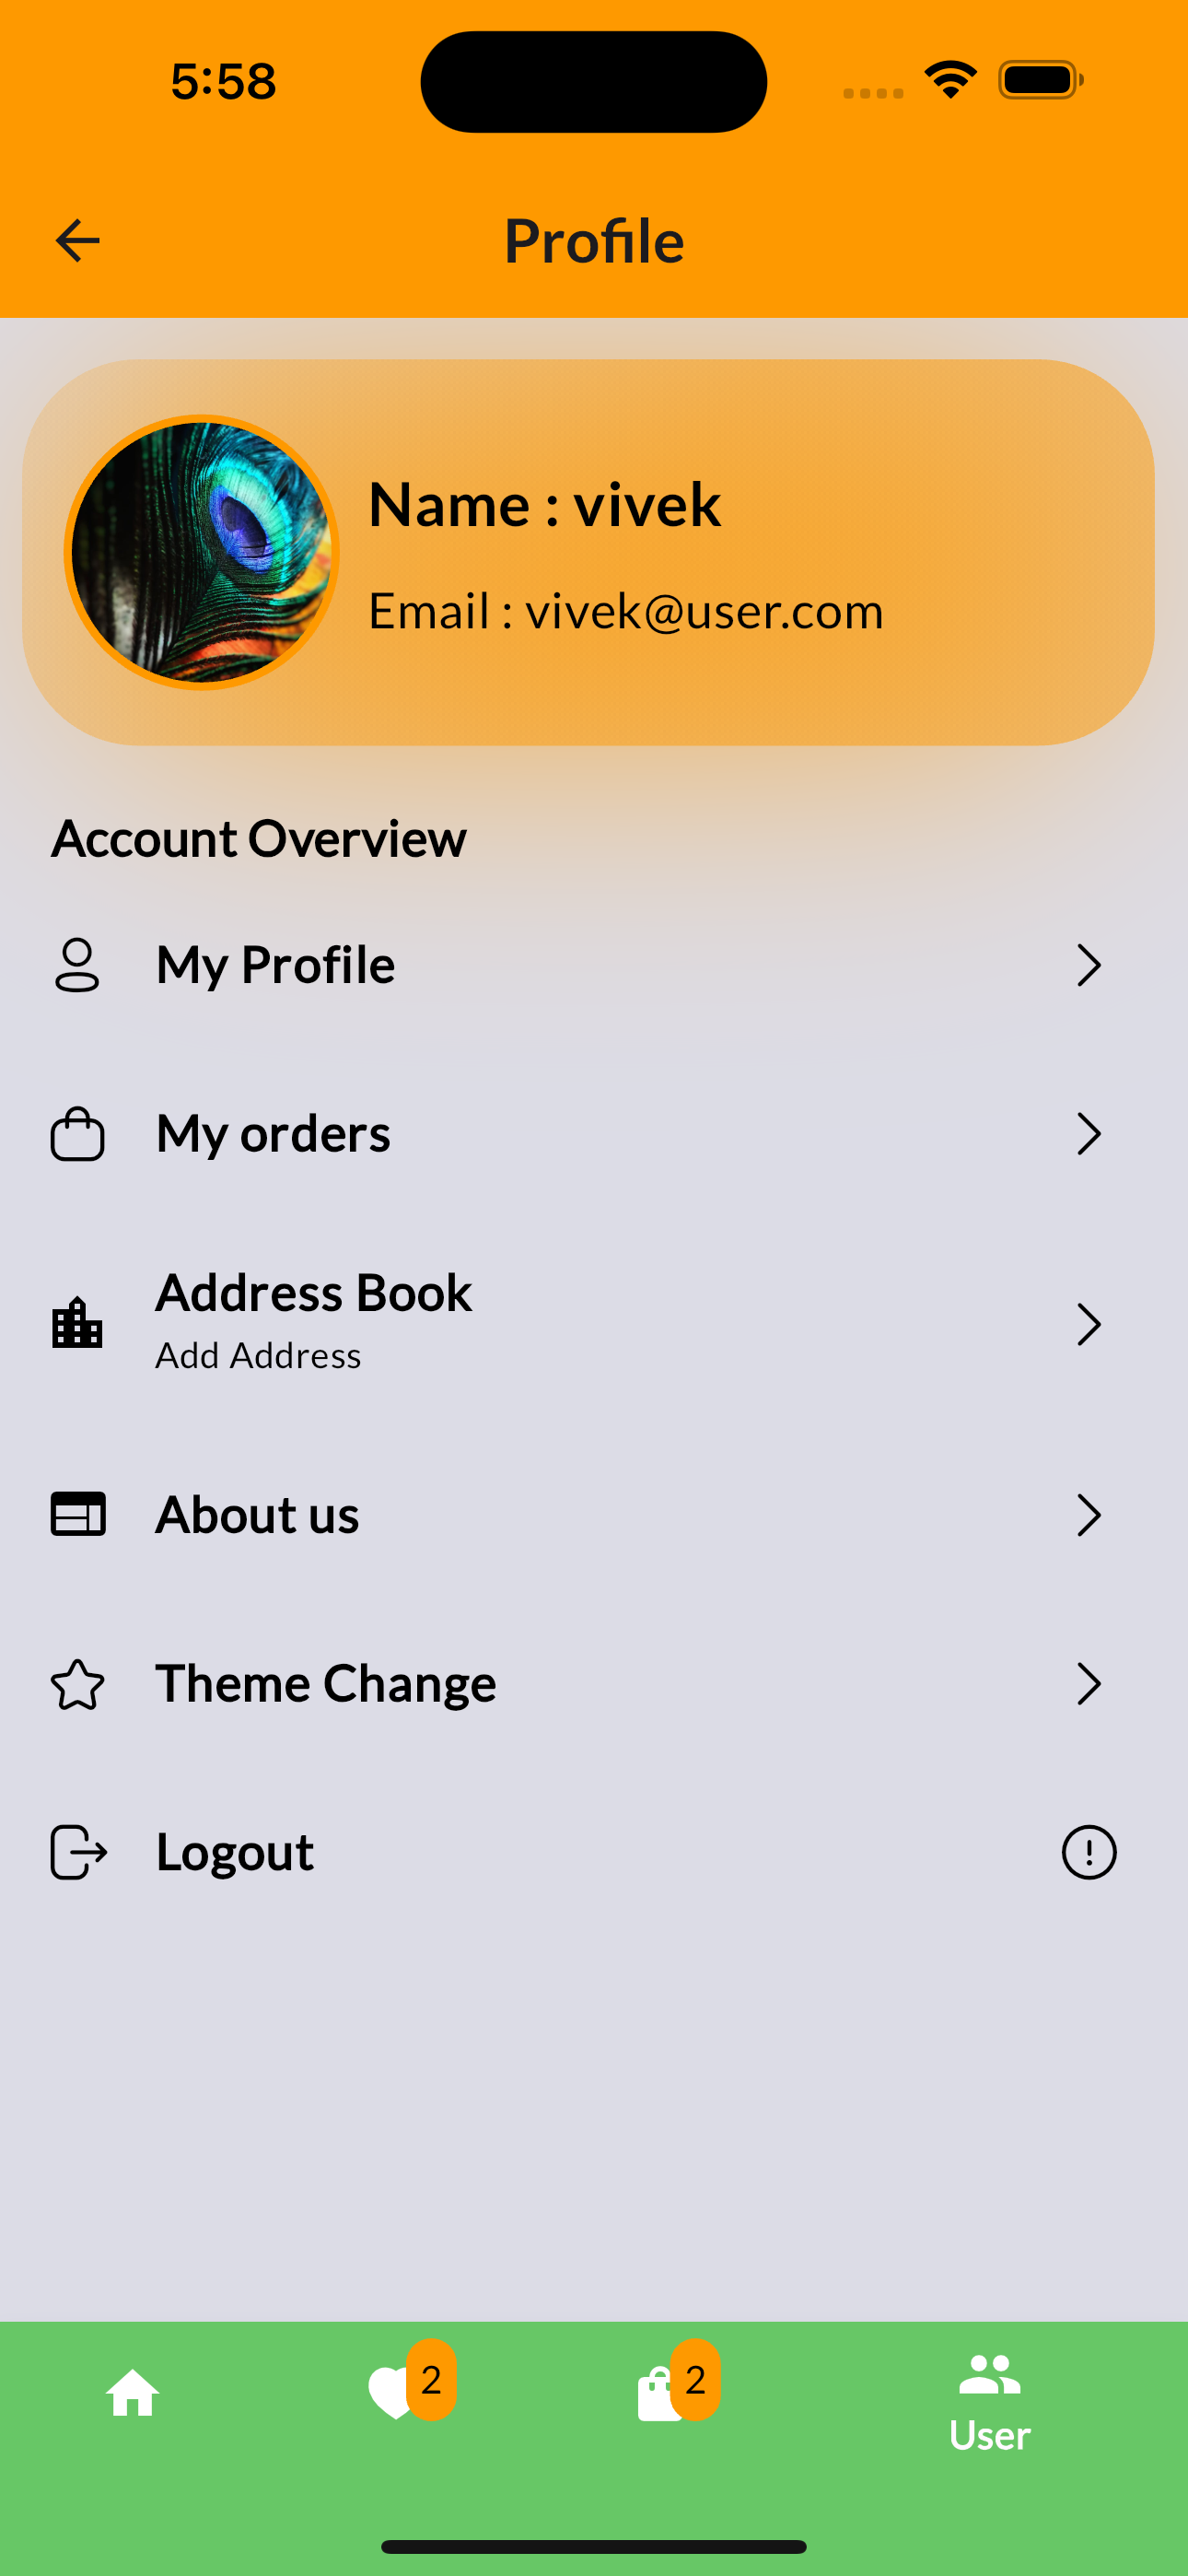 5:58
Profile
Name : vivek
Email : vivek@user.com
Account Overview
My Profile
My orders
Address Book
Add Address
About us
Theme Change
Logout
2
2
User